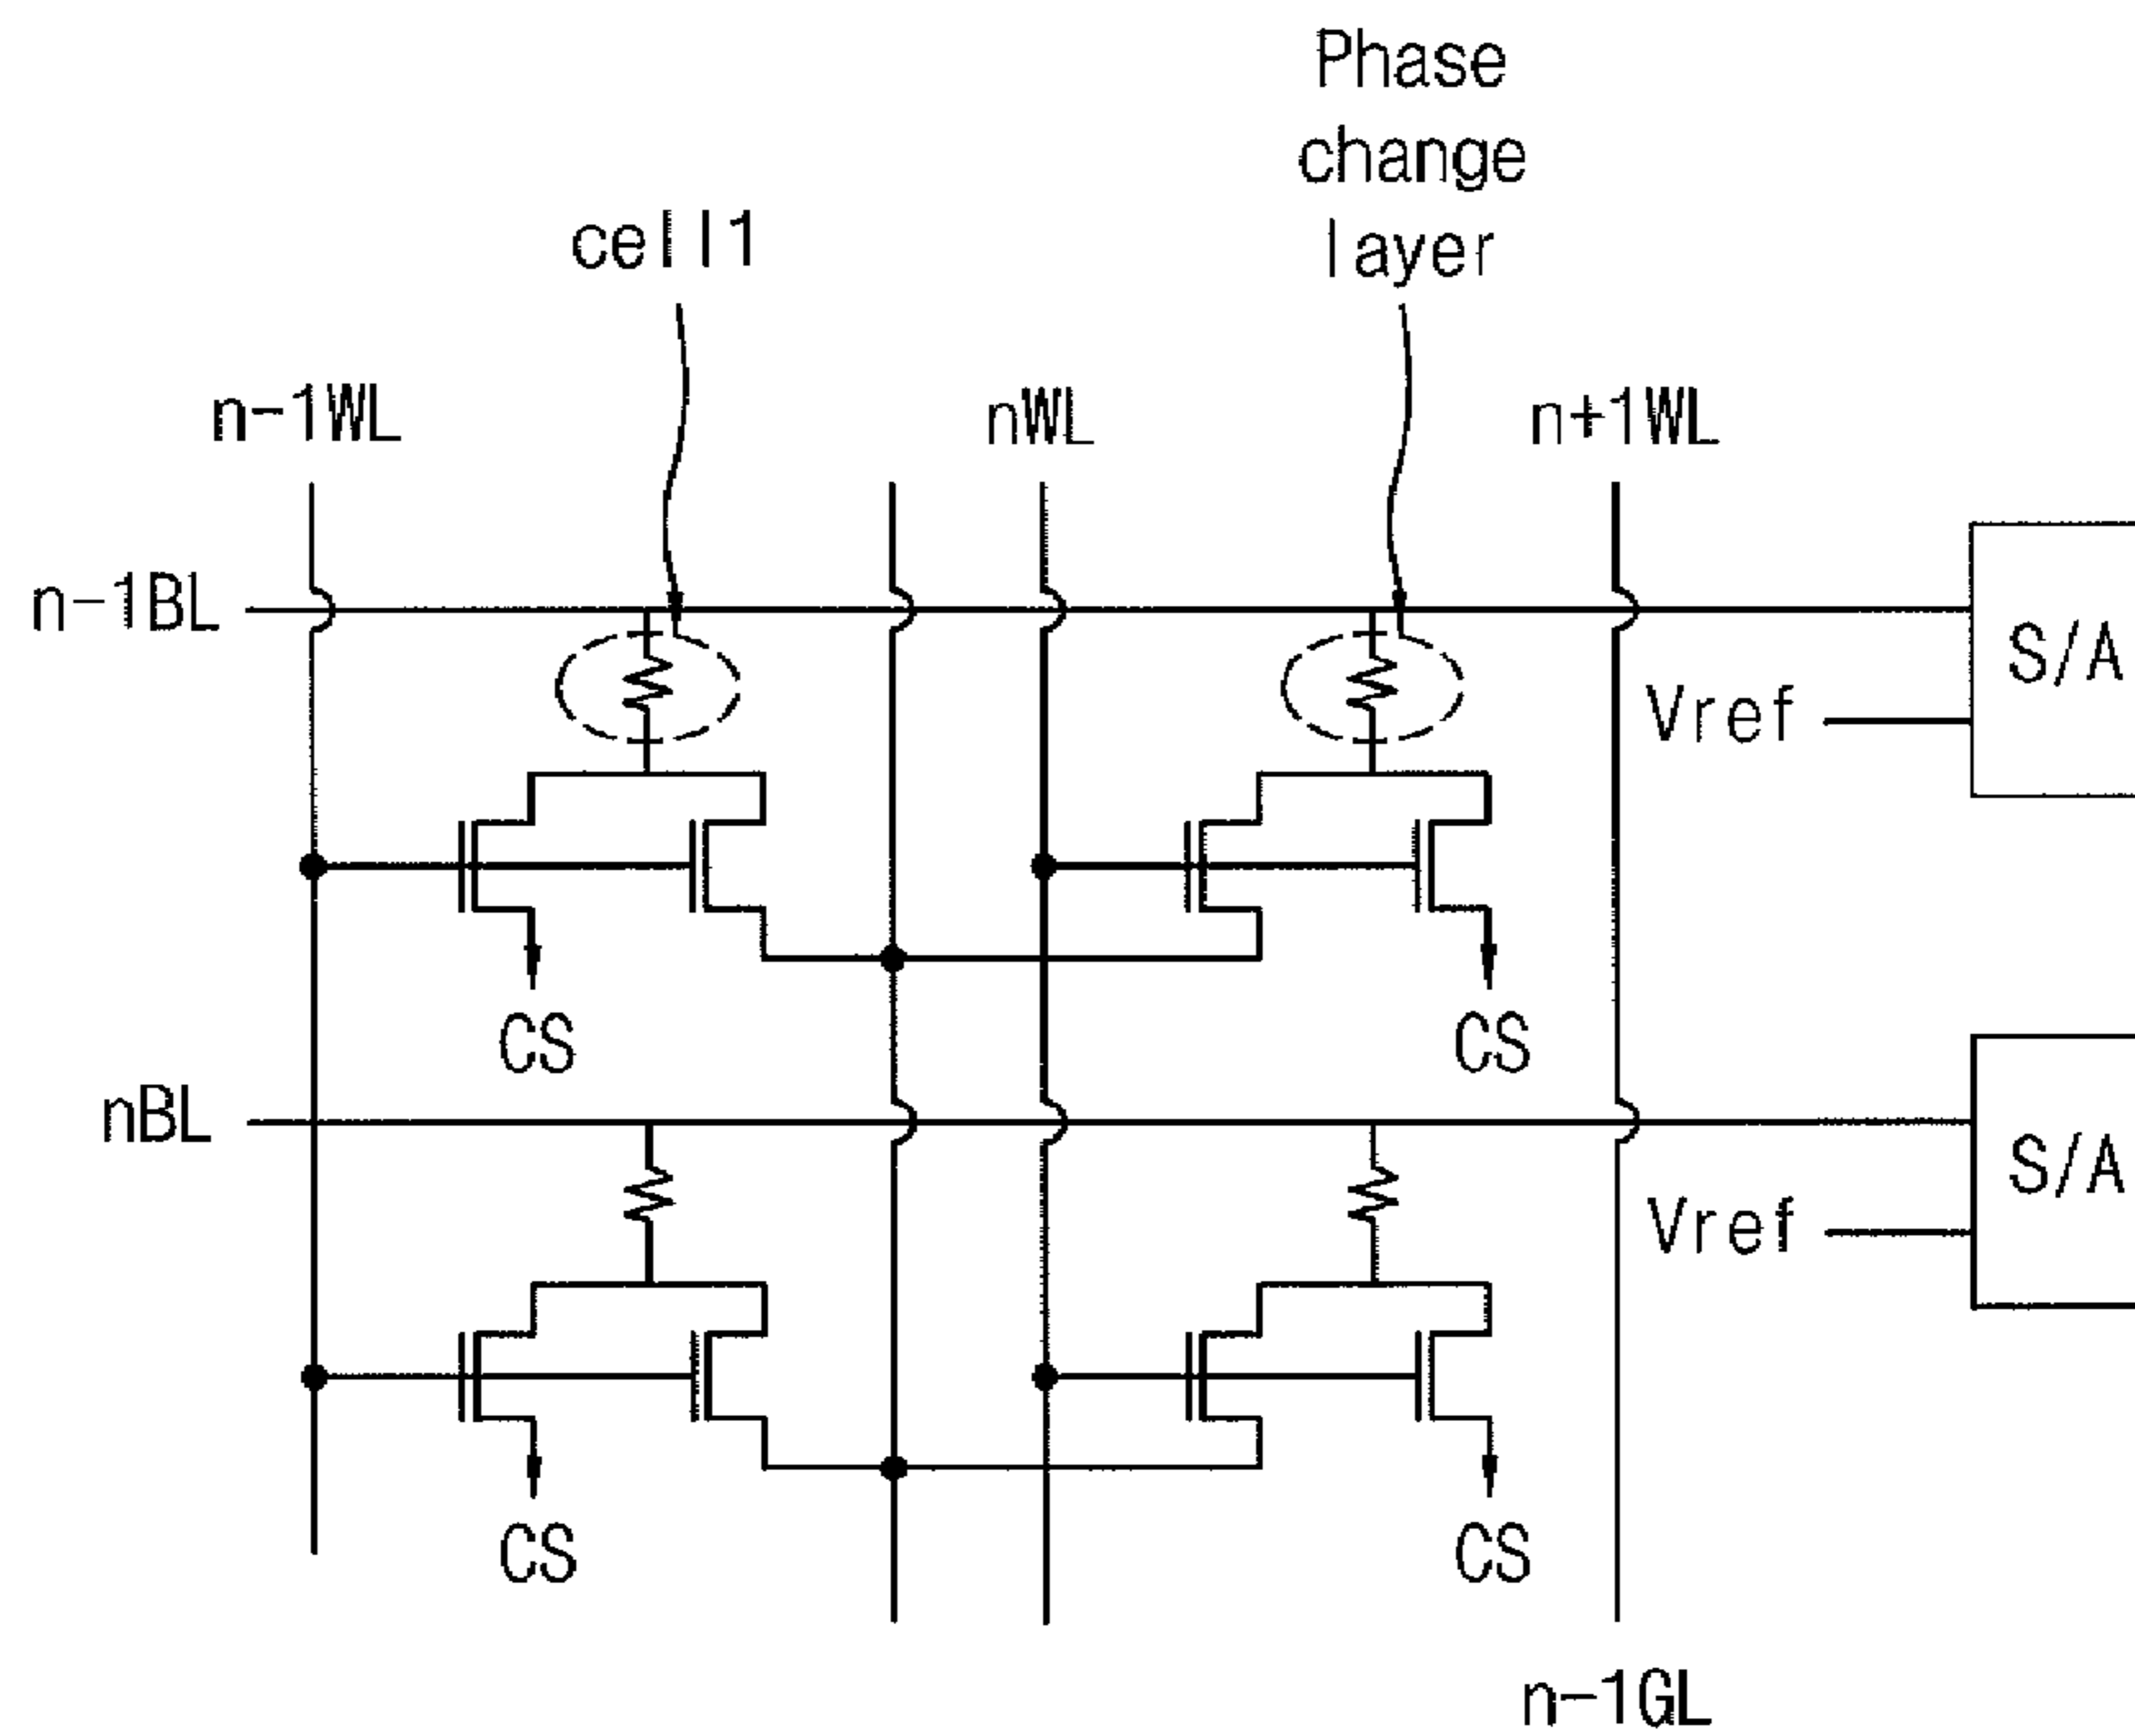 Phase
change
layer
cell1
n-1WL
nWL
n+1WL
n-1BL
S/A
Vref
CS
CS
nBL
S/A
Vref
CS
CS
n-1GL